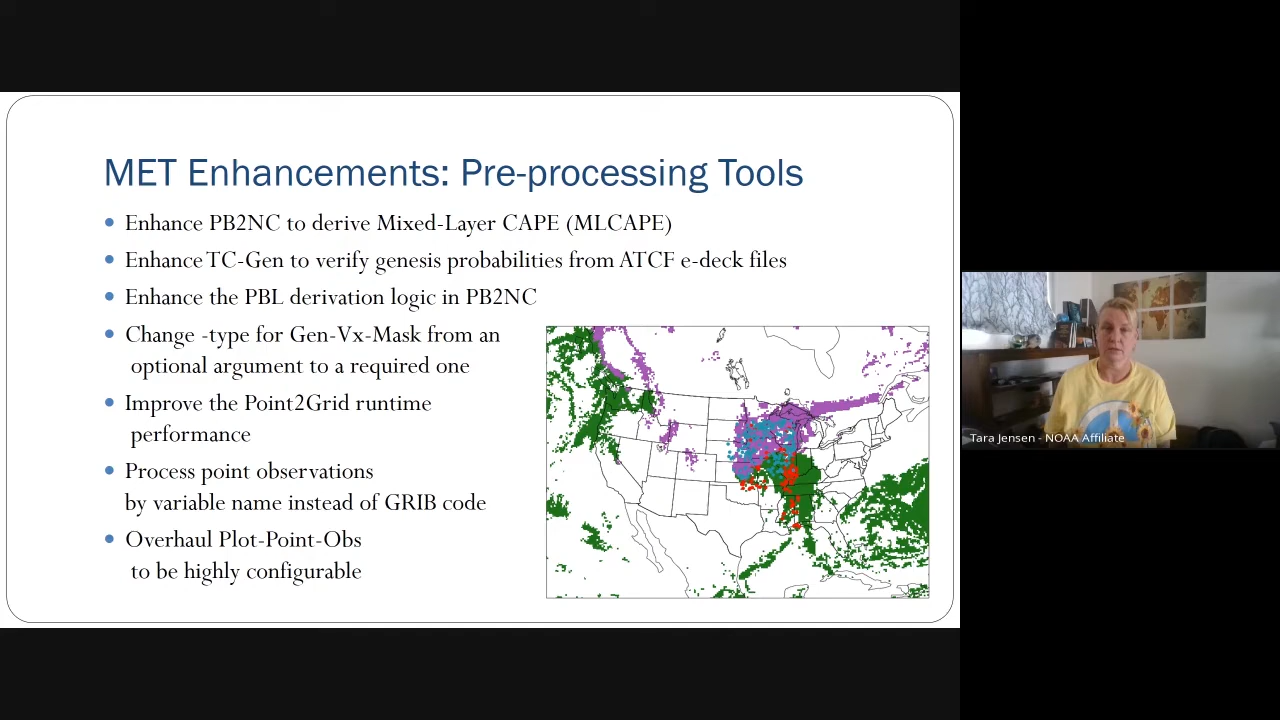 MET Enhancements: Pre-processing Tools
• Enhance PB2NC to derive Mixed-Layer CAPE (MLCAPE)
• Enhance TC-Gen to verify genesis probabilities from ATCF e-deck files
• Enhance the PBL derivation logic in PB2NC
• Change -type for Gen-Vx-Mask from an
optional argument to a required one
• Improve the Point2Grid runtime
performance
• Process point observations
by variable name instead of GRIB code
• Overhaul Plot-Point-Obs
to be highly configurable
Tara Jensen - NOAA Affiliate